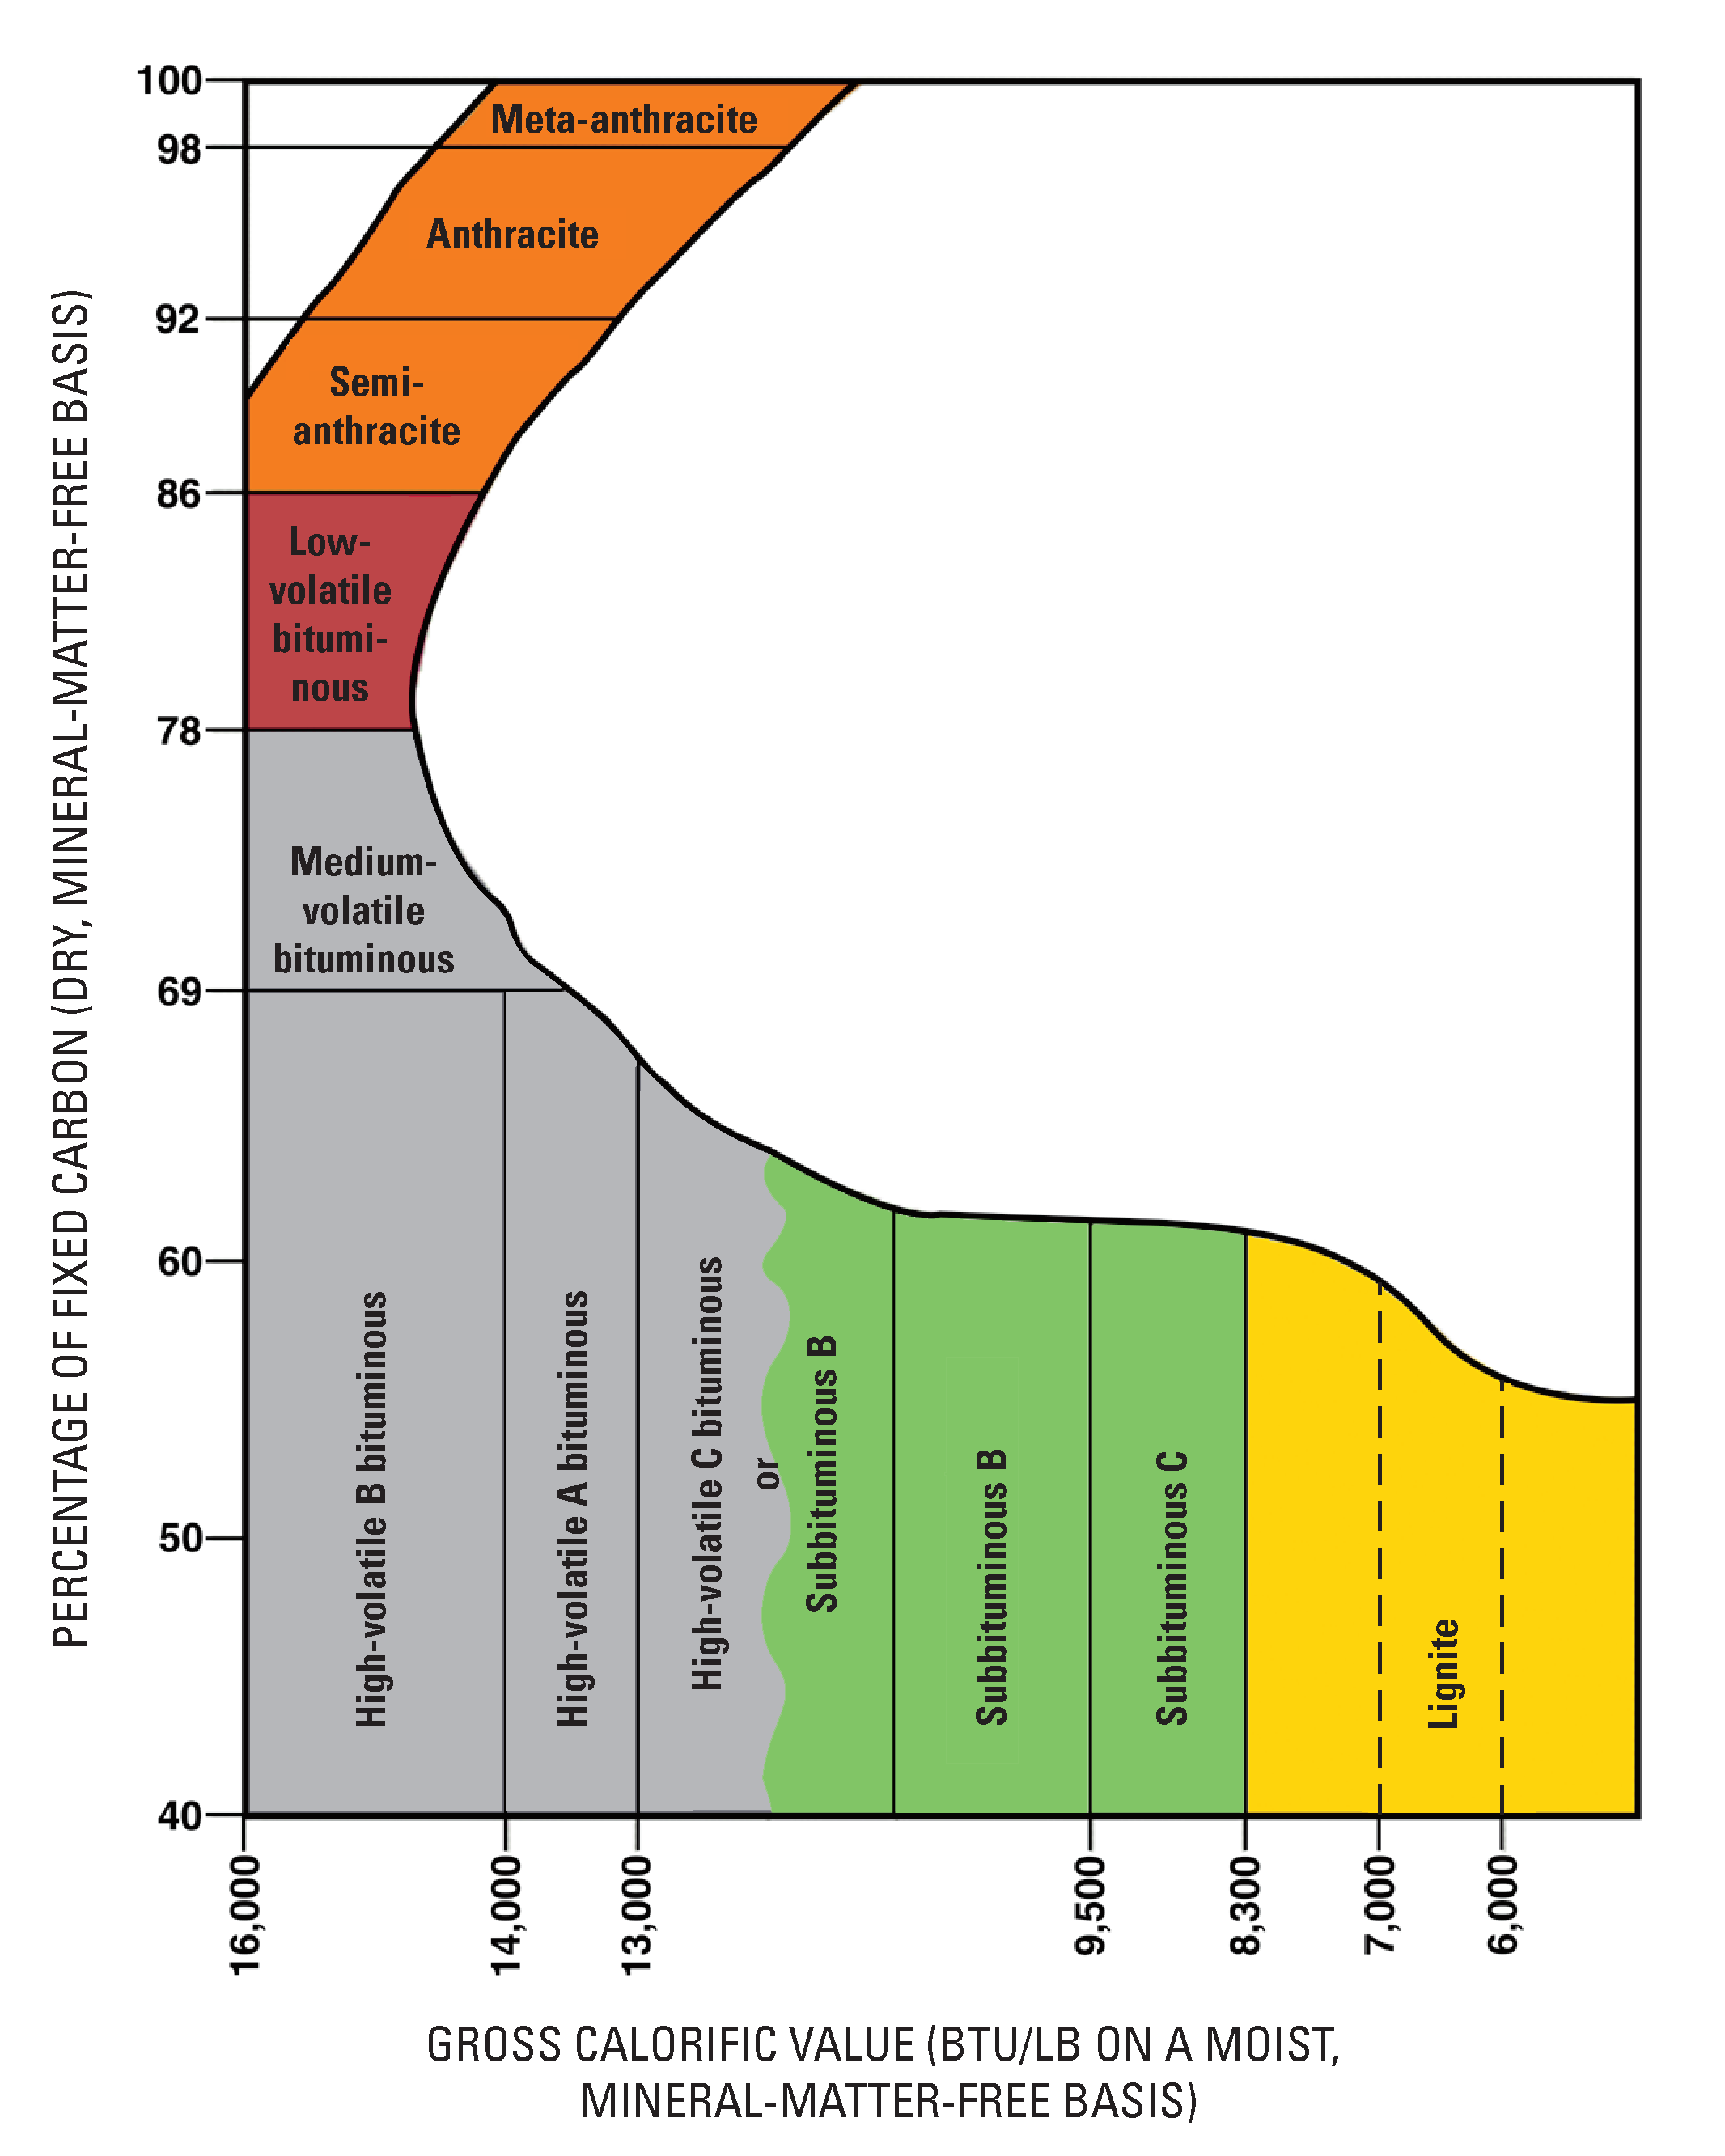 100
98
92
86
78
69
60
50
40
PERCENTAGE OF FIXED CARBON (DRY, MINERAL-MATTER-FREE BASIS)
Meta-anthracite
Anthracite
Semi-
anthracite
Low-
volatile
bitumi-
nous
Medium-
volatile
bituminous
High-volatile B bituminous
High-volatile A bituminous
High-volatile C bituminous
or
Subbituminous B
Subbituminous B
Subbituminous C
Lignite
16,000
14,000
13,000
9,500
8,300
7,000
6,000
GROSS CALORIFIC VALUE (BTU/LB ON A MOIST,
MINERAL-MATTER-FREE BASIS)